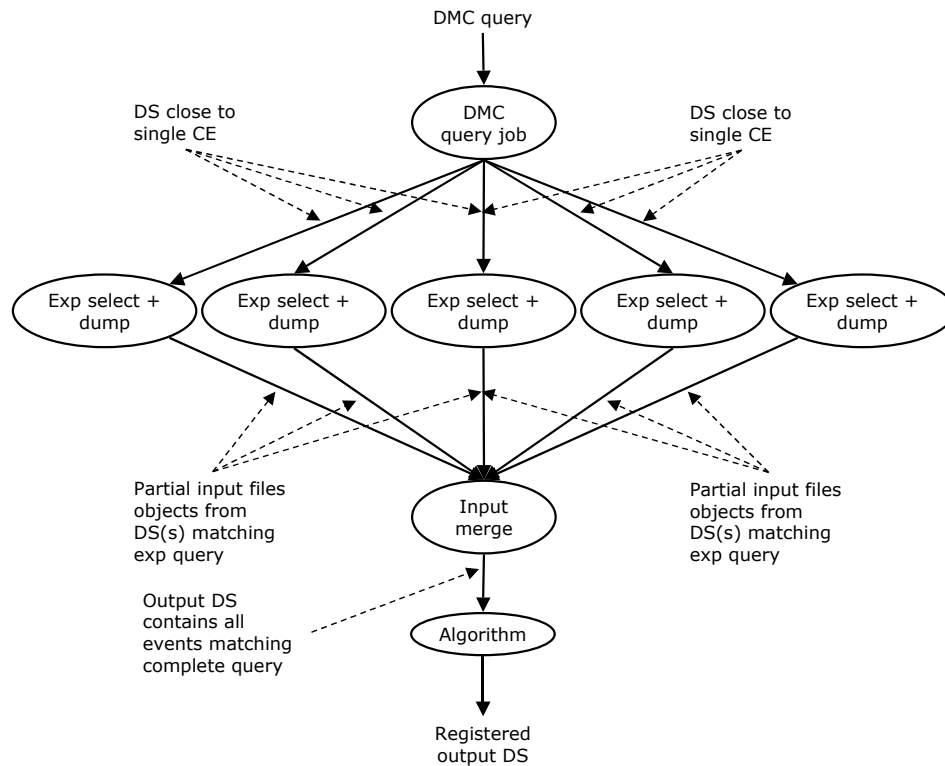 DMC query
DMC
query job
DS close to
single CE
DS close to
single CE
Exp select +
dump
Exp select +
dump
Exp select +
dump
Exp select +
dump
Exp select +
dump
Partial input files
objects from
DS(s) matching
exp query
Input
merge
Partial input files
objects from
DS(s) matching
exp query
Output DS
contains all
events matching
complete query
Algorithm
Registered
output DS